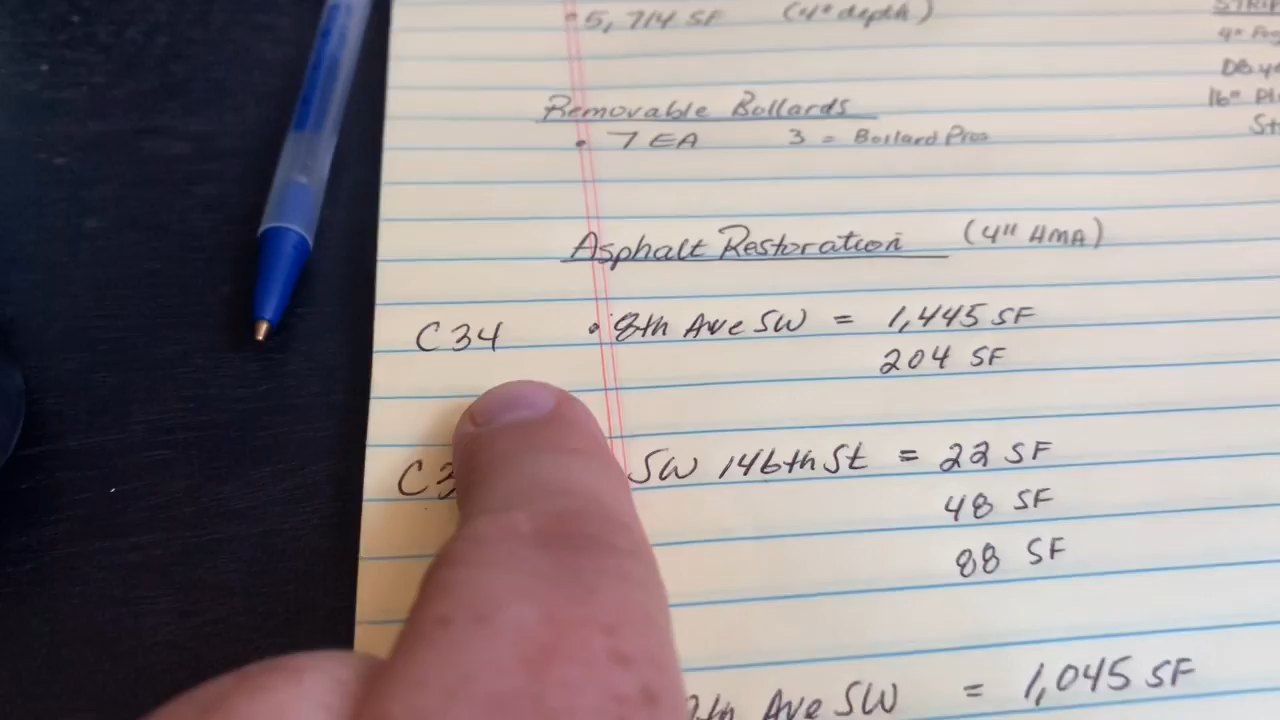 5,714 SF (4" depth)
4"
Removable Bollards
16"
• 7 EA 3 = Bollard Pros
Asphalt Restoration (4" HMA)
C34 • 8th Ave SW = 1,445 SF
204 SF
SW 146th St = 22 SF
48 SF
88 SF
Ave SW = 1,045 SF